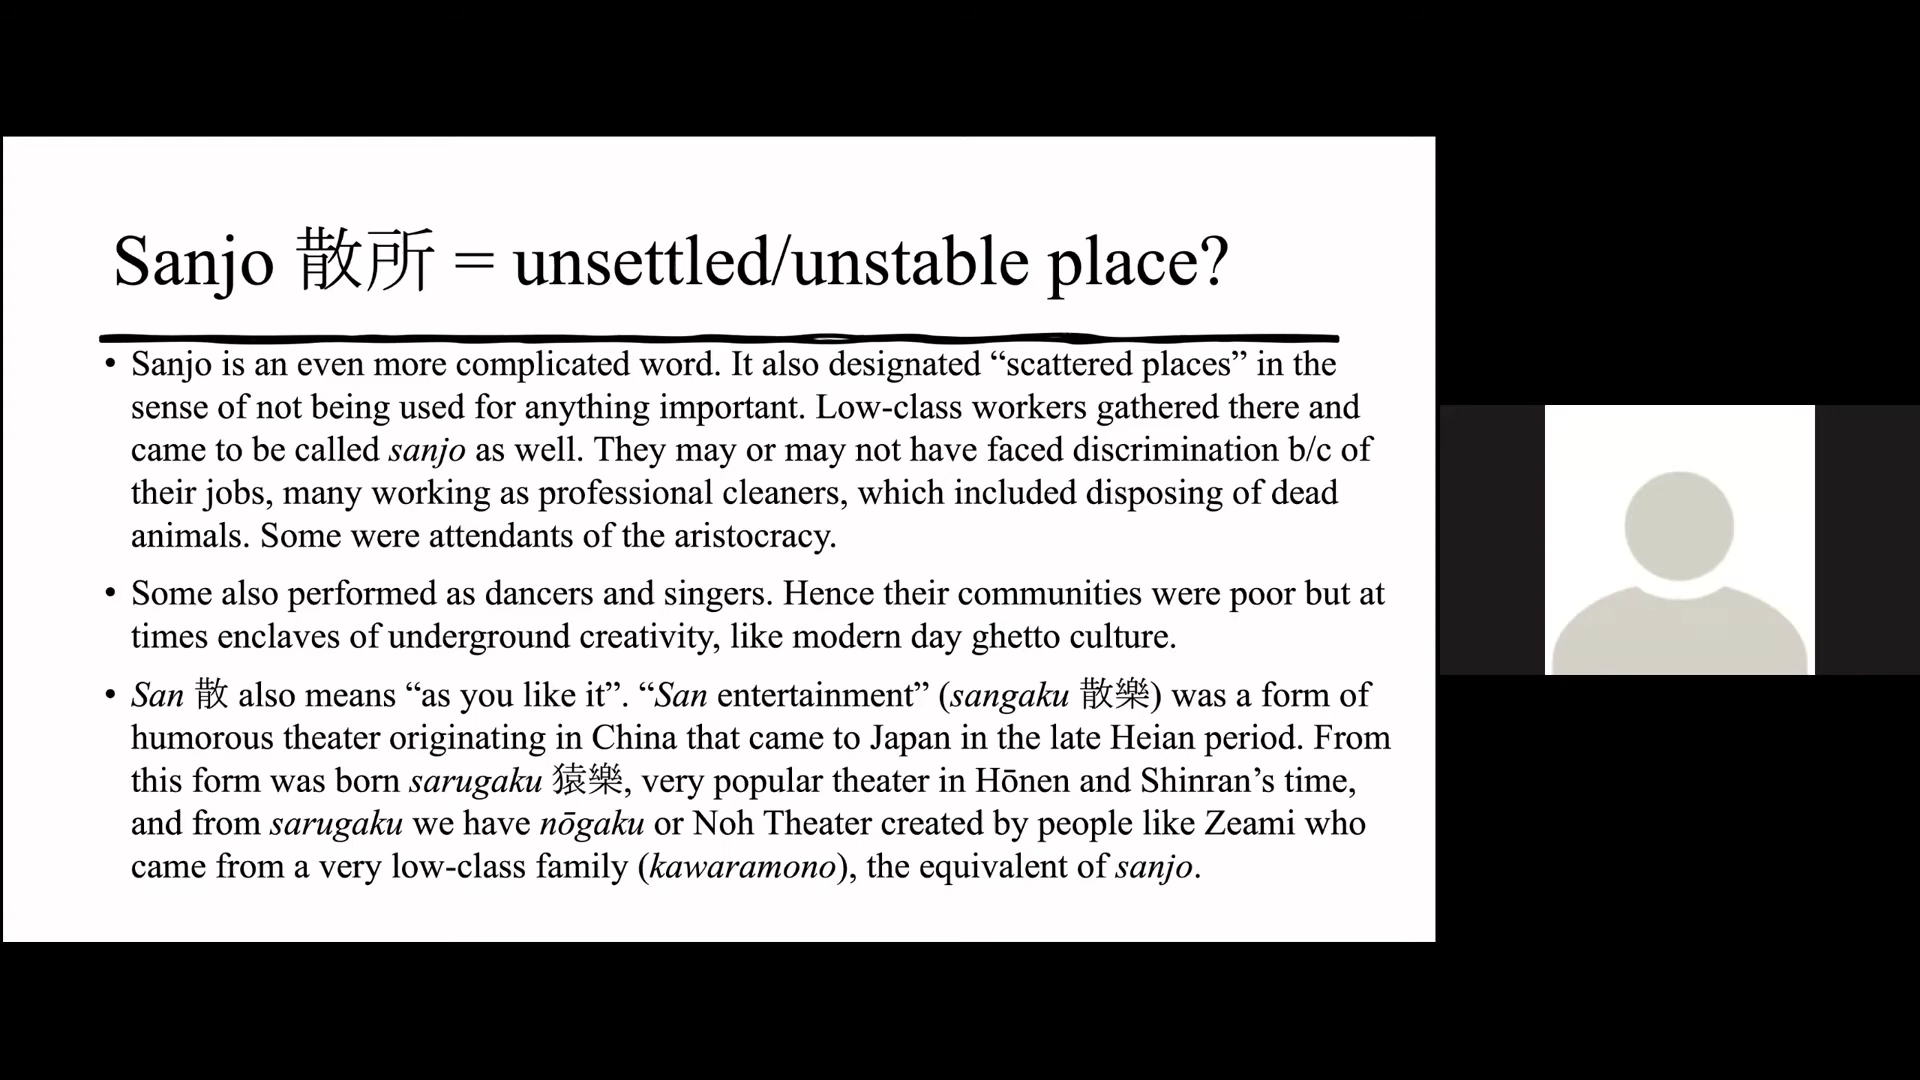 Sanjo 散所 = unsettled/unstable place?
• Sanjo is an even more complicated word. It also designated “scattered places” in the
sense of not being used for anything important. Low-class workers gathered there and
came to be called sanjo as well. They may or may not have faced discrimination b/c of
their jobs, many working as professional cleaners, which included disposing of dead
animals. Some were attendants of the aristocracy.
• Some also performed as dancers and singers. Hence their communities were poor but at
times enclaves of underground creativity, like modern day ghetto culture.
• San 散 also means “as you like it”. “San entertainment” (sangaku 散樂) was a form of
humorous theater originating in China that came to Japan in the late Heian period. From
this form was born sarugaku 猿樂, very popular theater in Hōnen and Shinran’s time,
and from sarugaku we have nōgaku or Noh Theater created by people like Zeami who
came from a very low-class family (kawaramono), the equivalent of sanjo.